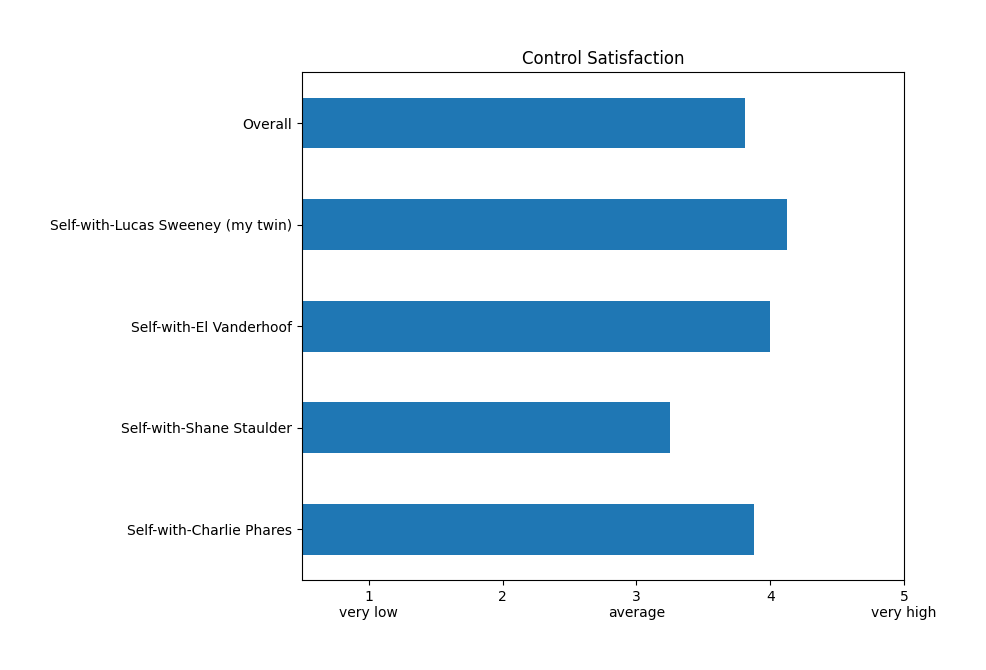 Control Satisfaction
Overall
Self-with-Lucas Sweeney (my twin)
Self-with-El Vanderhoof
Self-with-Shane Staulder
Self-with-Charlie Phares
1 2 3 4 5
very low average very high